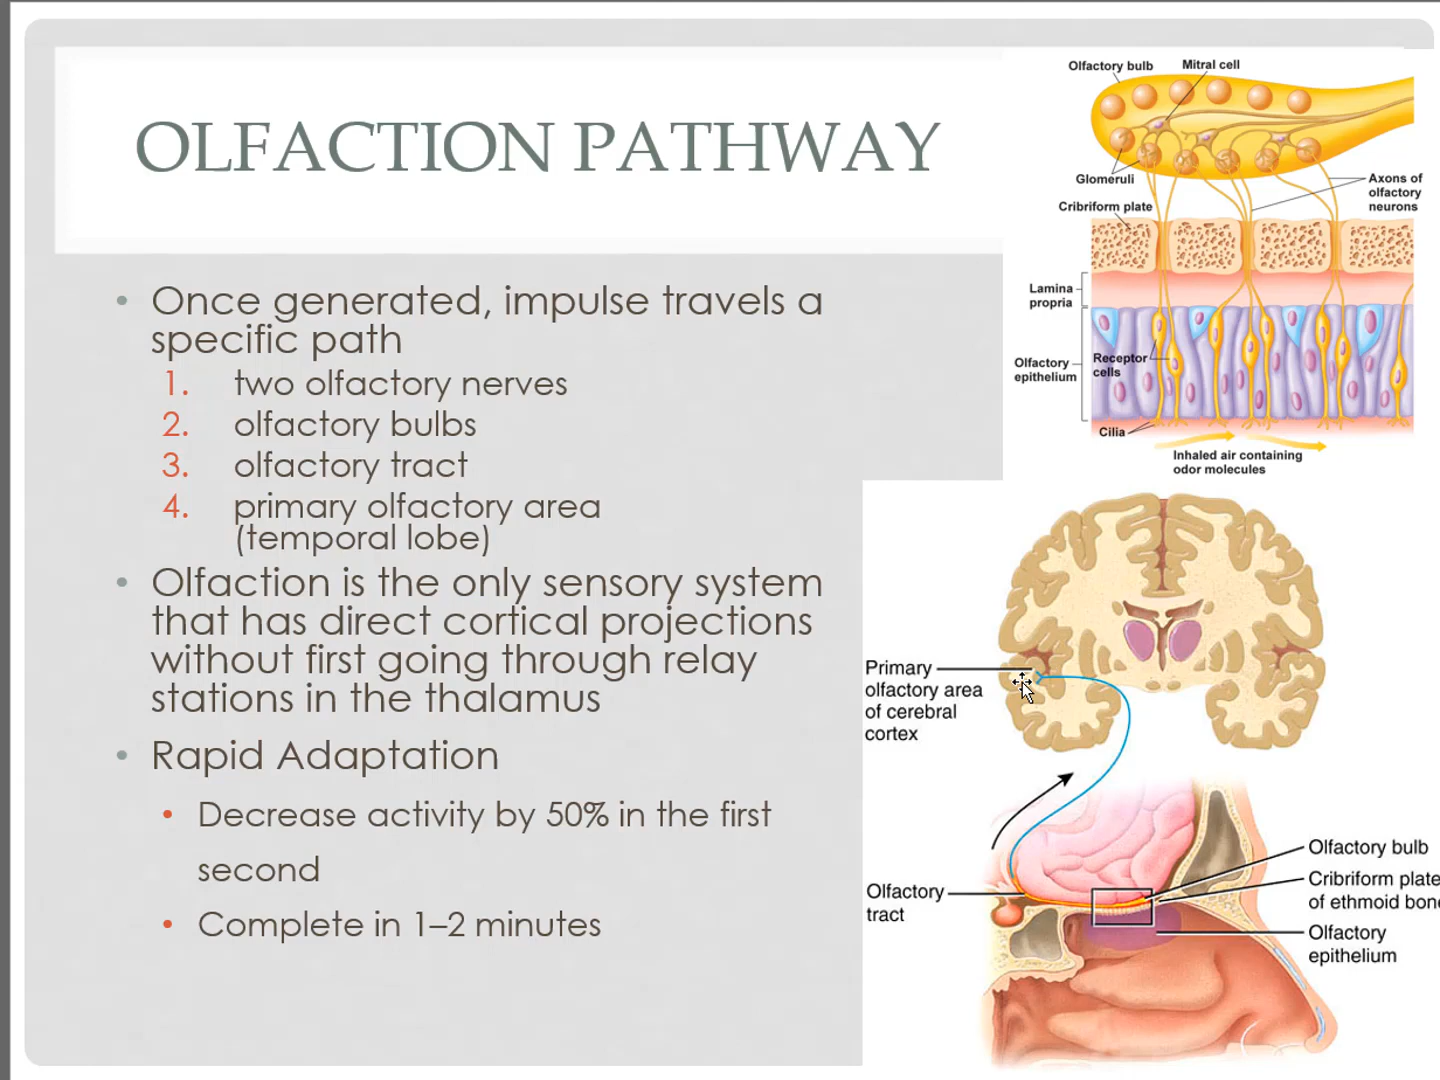 OLFACTION PATHWAY
• Once generated, impulse travels a
specific path
1. two olfactory nerves
2. olfactory bulbs
3. olfactory tract
4. primary olfactory area
(temporal lobe)
• Olfaction is the only sensory system
that has direct cortical projections
without first going through relay
stations in the thalamus
• Rapid Adaptation
• Decrease activity by 50% in the first
second
• Complete in 1–2 minutes
Olfactory bulb
Mitral cell
Glomeruli
Axons of
olfactory
neurons
Cribriform plate
Lamina
propria
Olfactory
epithelium
Receptor
cells
Cilia
Inhaled air containing
odor molecules
Primary
olfactory area
of cerebral
cortex
Olfactory
tract
Olfactory bulb
Cribriform plate
of ethmoid bone
Olfactory
epithelium